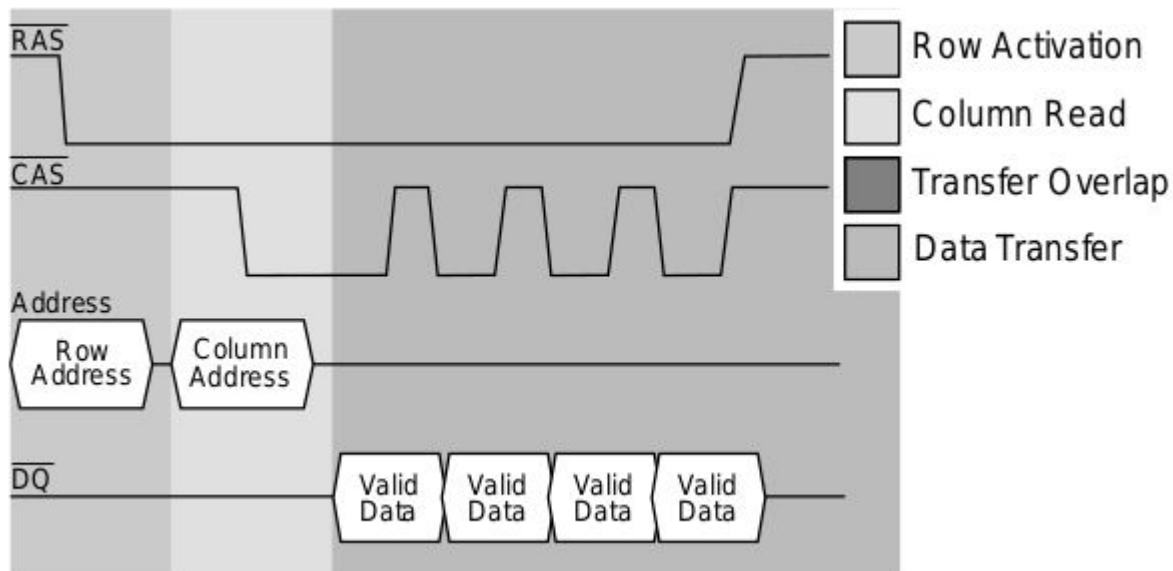 RAS
Row Activation
Column Read
CAS
Transfer Overlap
Data Transfer
Address
Row
Address
Column
Address
DQ
Valid
Data
Valid
Data
Valid
Data
Valid
Data